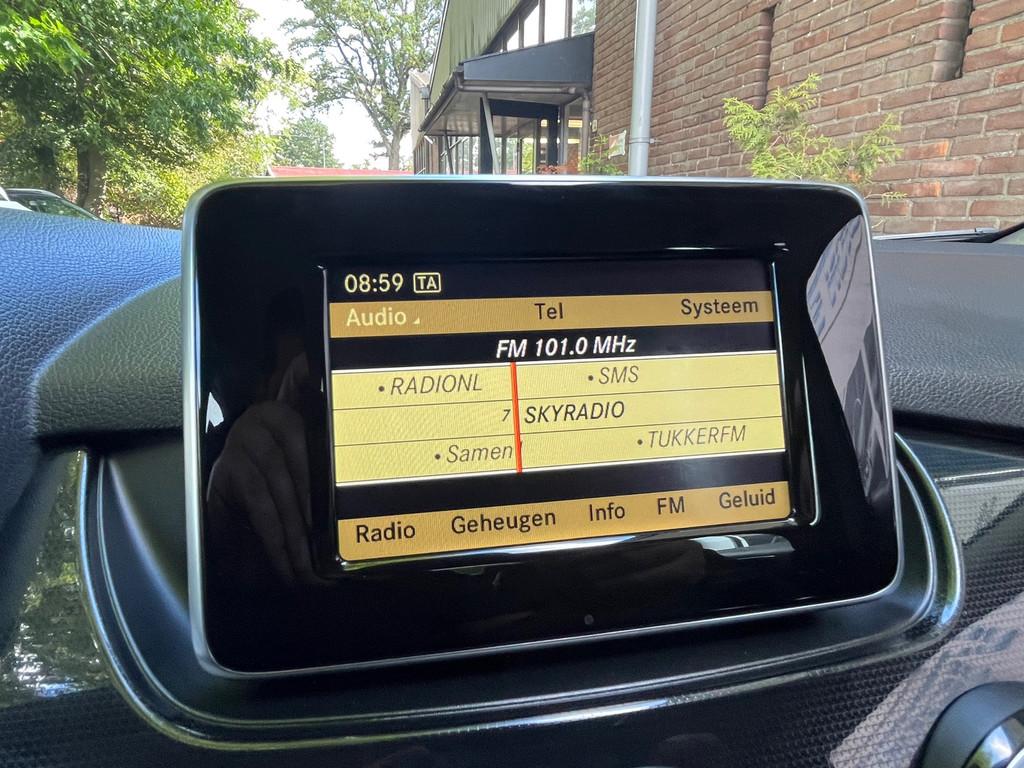 08:59 TA
Audio Tel Systeem
FM 101.0 MHz
• RADIONL • SMS
7 SKYRADIO
• Samen • TUKKERFM
Radio Geheugen Info FM Geluid